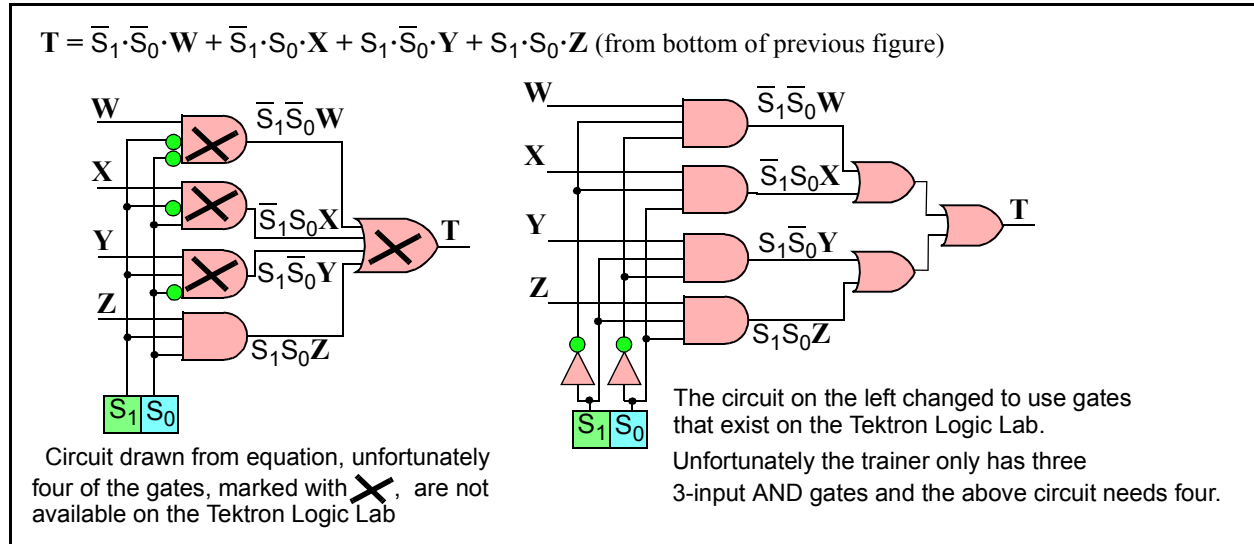 T = S̅₁·S̅₀·W + S̅₁·S₀·X + S₁·S̅₀·Y + S₁·S₀·Z (from bottom of previous figure)
W
S̅₁S̅₀W
X
S̅₁S₀X
Y
S₁S̅₀Y
Z
S₁S₀Z
T
S₁ S₀
Circuit drawn from equation, unfortunately
four of the gates, marked with , are not
available on the Tektron Logic Lab
W
S̅₁S̅₀W
X
S̅₁S₀X
Y
S₁S̅₀Y
Z
S₁S₀Z
T
S₁ S₀
The circuit on the left changed to use gates
that exist on the Tektron Logic Lab.
Unfortunately the trainer only has three
3-input AND gates and the above circuit needs four.